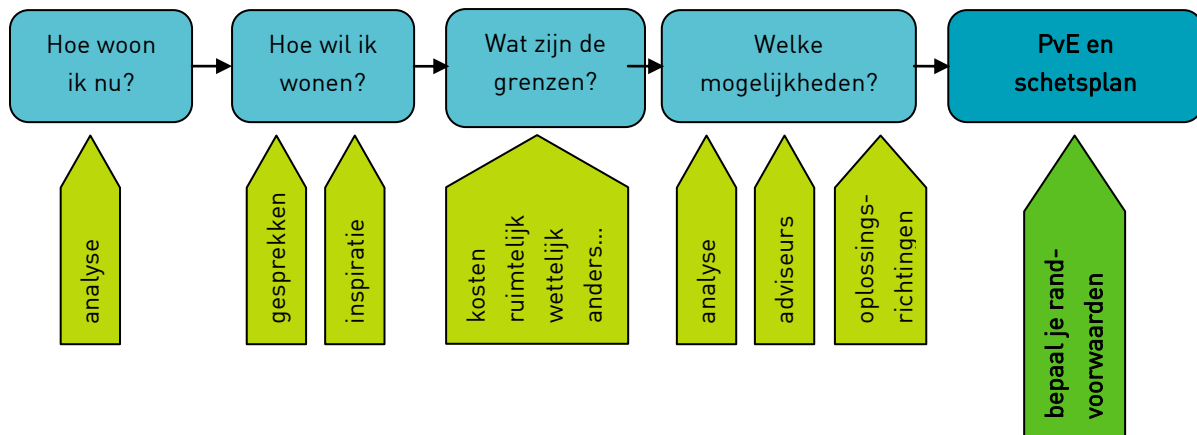 Hoe woon
ik nu?
Hoe wil ik
wonen?
Wat zijn de
grenzen?
Welke
mogelijkheden?
PvE en
schetsplan
analyse
gesprekken
inspiratie
kosten
ruimtelijk
wettelijk
anders...
analyse
adviseurs
oplossings-
richtingen
bepaal je rand-
voorwaarden